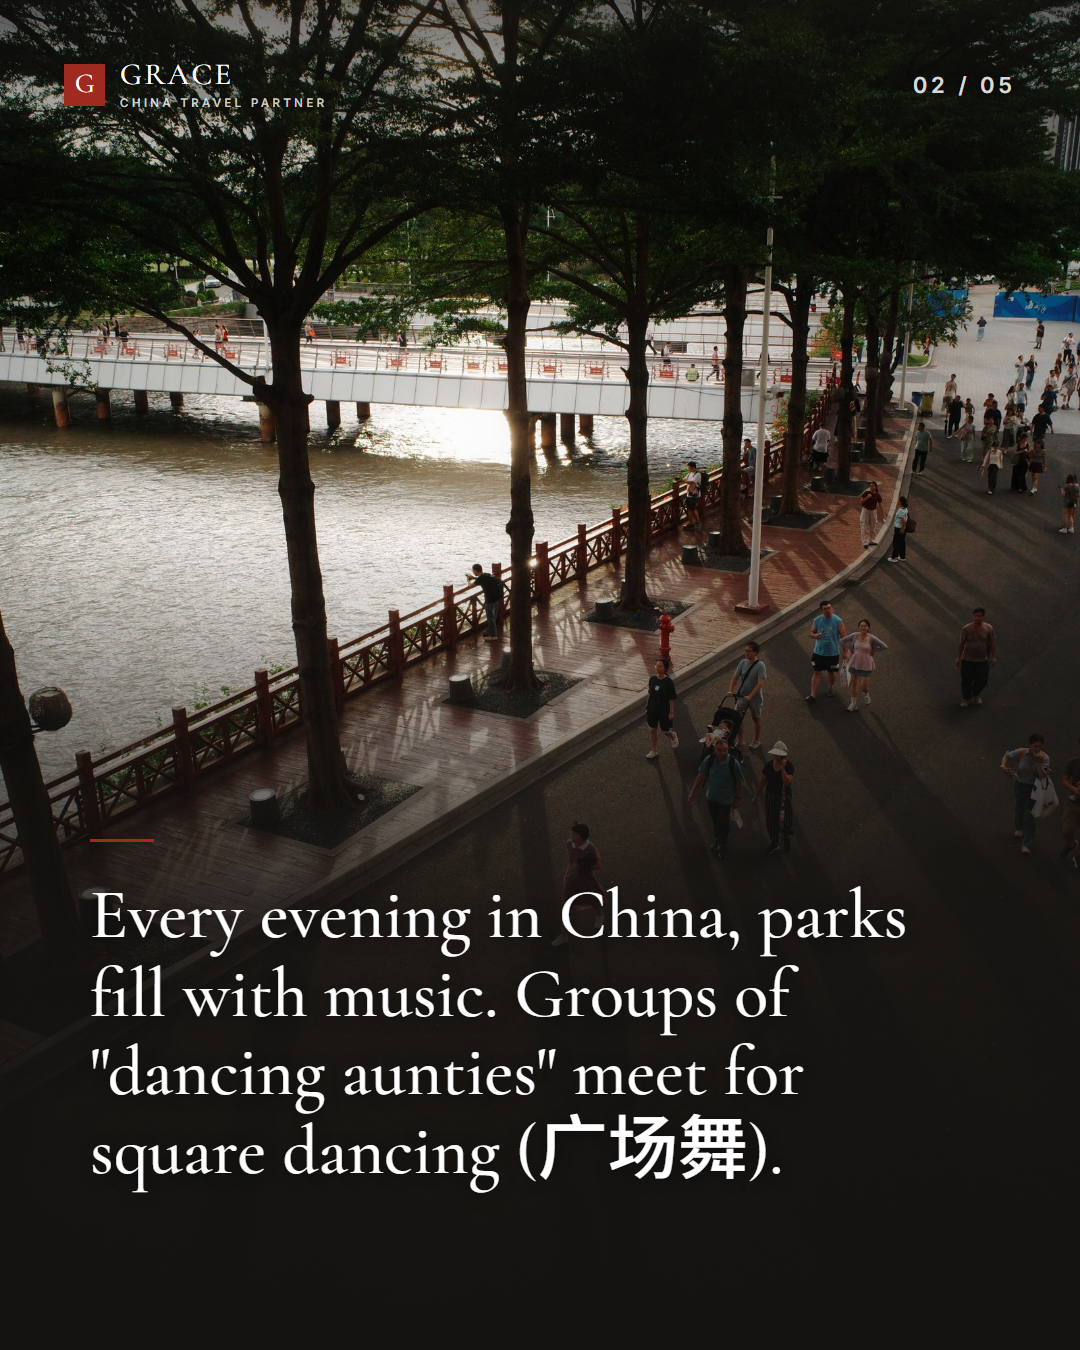 G
GRACE
CHINA TRAVEL PARTNER
02 / 05
Every evening in China, parks
fill with music. Groups of
"dancing aunties" meet for
square dancing (广场舞).